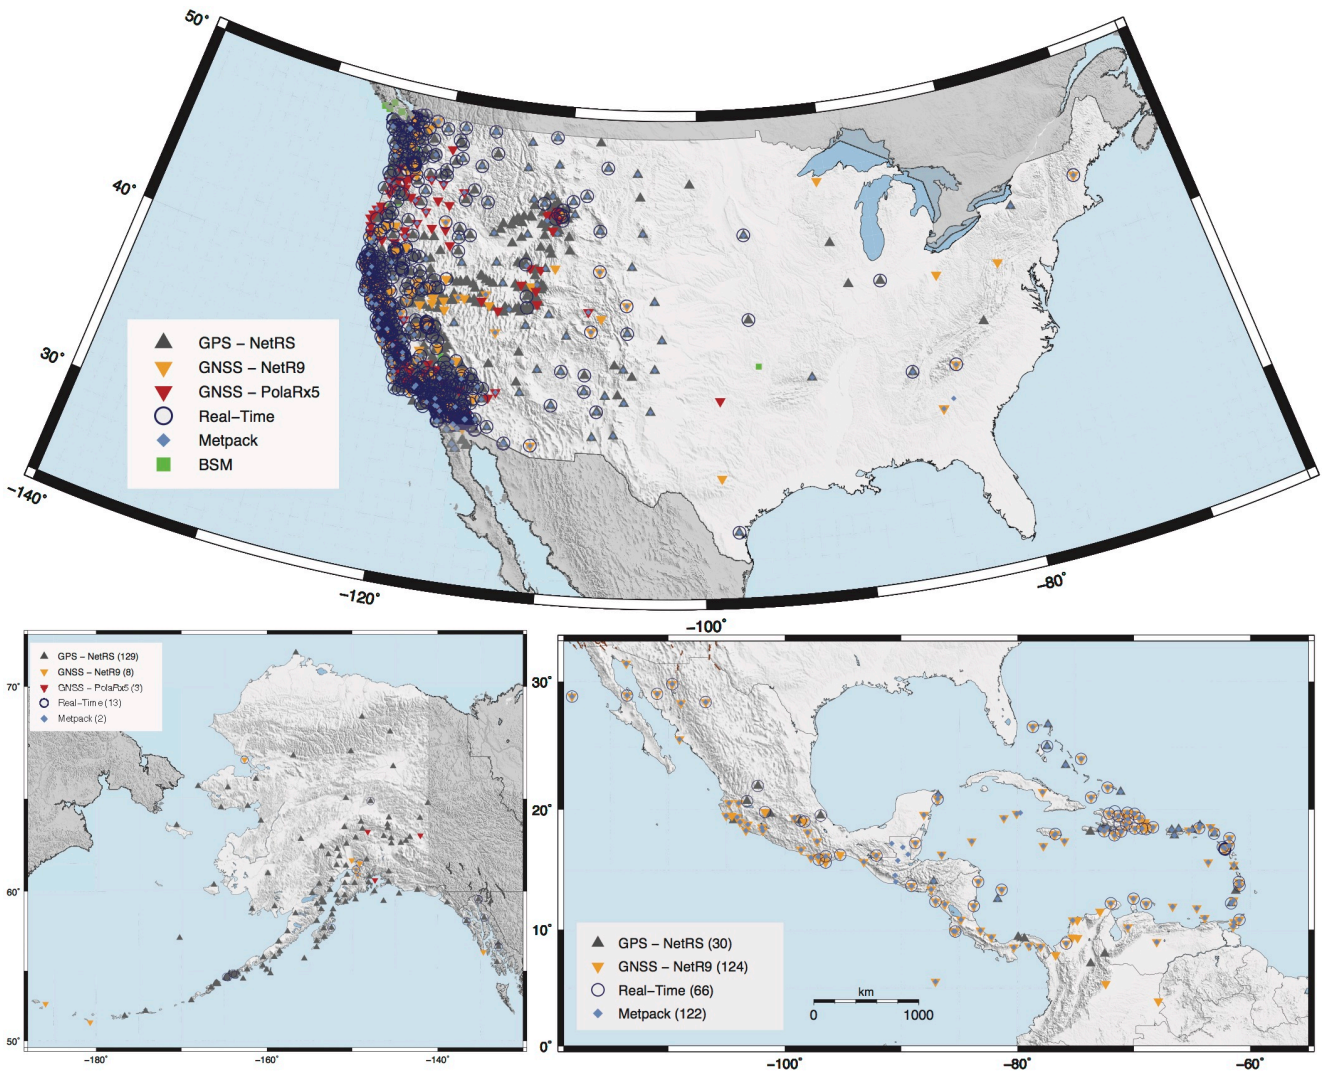 50°
40°
30°
GPS – NetRS
GNSS – NetR9
GNSS – PolaRx5
Real–Time
Metpack
BSM
−140°
−120°
−100°
−80°
GPS – NetRS (129)
GNSS – NetR9 (8)
GNSS – PolaRx5 (3)
Real–Time (13)
Metpack (2)
70°
60°
50°
−180°
−160°
−140°
30°
20°
10°
0°
GPS – NetRS (30)
GNSS – NetR9 (124)
Real–Time (66)
Metpack (122)
km
0 1000
−100°
−80°
−60°